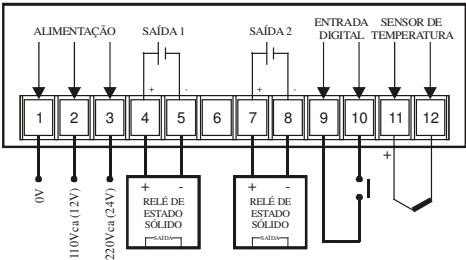 ALIMENTAÇÃO
SAÍDA 1
SAÍDA 2
ENTRADA
DIGITAL
SENSOR DE
TEMPERATURA
+ -
+ -
1 2 3 4 5 6 7 8 9 10 11 12
+
0V
110Vca (12V)
220Vca (24V)
+ -
RELÉ DE
ESTADO
SÓLIDO
SAÍDA
+ -
RELÉ DE
ESTADO
SÓLIDO
SAÍDA